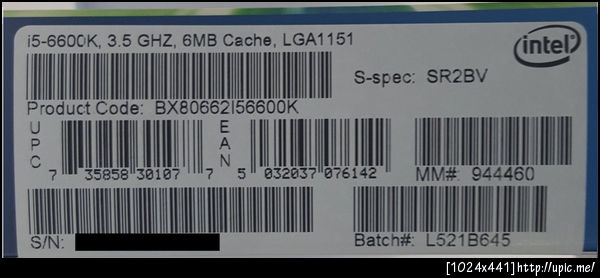 i5-6600K, 3.5 GHZ, 6MB Cache, LGA1151
intel
S-spec: SR2BV
Product Code: BX80662I56600K
UPC
7 35858 30107 7
EAN
5 032037 076142
MM#: 944460
S/N:
Batch#: L521B645
[1024x441]http://upic.me/